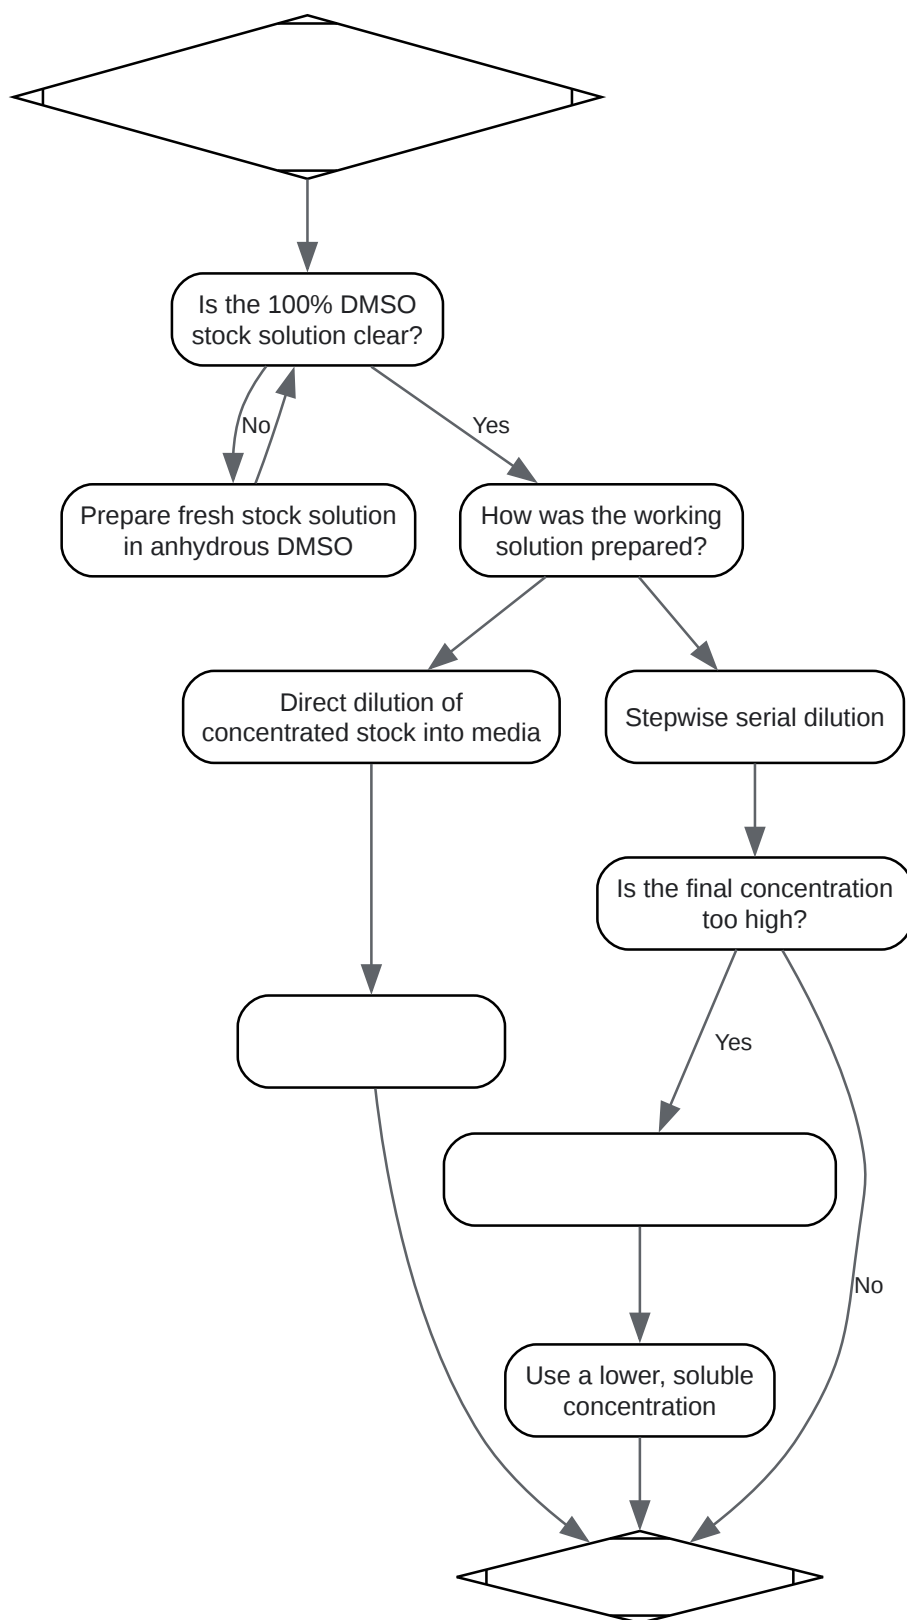 Is the 100% DMSO
stock solution clear?
No
Yes
Prepare fresh stock solution
in anhydrous DMSO
How was the working
solution prepared?
Direct dilution of
concentrated stock into media
Stepwise serial dilution
Is the final concentration
too high?
Yes
No
Use a lower, soluble
concentration